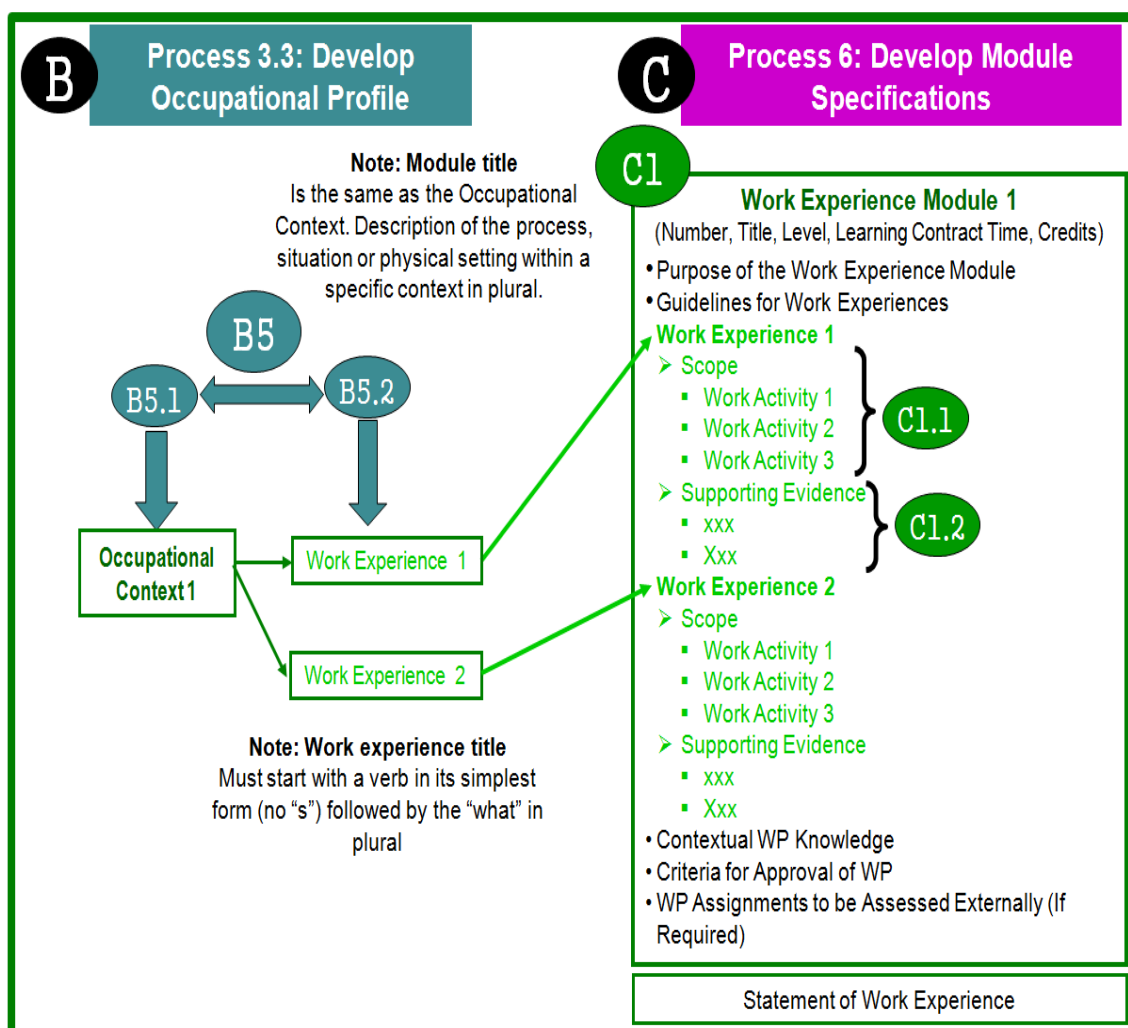 B
Process 3.3: Develop
Occupational Profile
C
Process 6: Develop Module
Specifications
Note: Module title
Is the same as the Occupational
Context. Description of the process,
situation or physical setting within a
specific context in plural.
B5
B5.1
B5.2
Occupational
Context 1
Work Experience 1
Work Experience 2
Note: Work experience title
Must start with a verb in its simplest
form (no “s”) followed by the “what” in
plural
C1
Work Experience Module 1
(Number, Title, Level, Learning Contract Time, Credits)
•Purpose of the Work Experience Module
•Guidelines for Work Experiences
Work Experience 1
➢ Scope
▪ Work Activity 1
▪ Work Activity 2
▪ Work Activity 3
C1.1
➢ Supporting Evidence
▪ xxx
▪ Xxx
C1.2
Work Experience 2
➢ Scope
▪ Work Activity 1
▪ Work Activity 2
▪ Work Activity 3
➢ Supporting Evidence
▪ xxx
▪ Xxx
•Contextual WP Knowledge
•Criteria for Approval of WP
•WP Assignments to be Assessed Externally (If
Required)
Statement of Work Experience